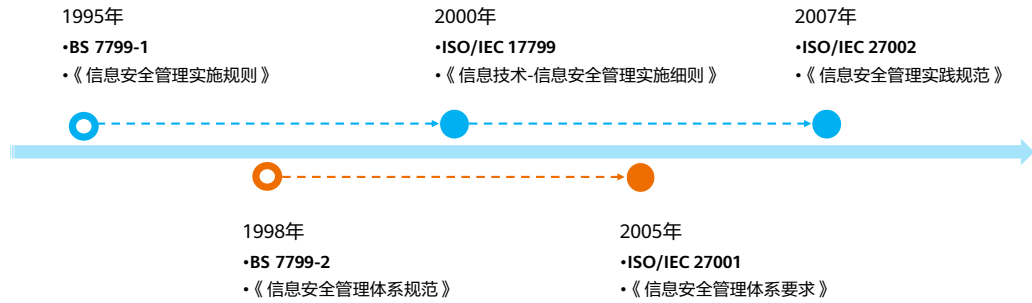 1995年
•BS 7799-1
•《信息安全管理实施规则》
2000年
•ISO/IEC 17799
•《信息技术-信息安全管理实施细则》
2007年
•ISO/IEC 27002
•《信息安全管理实践规范》
1998年
•BS 7799-2
•《信息安全管理体系规范》
2005年
•ISO/IEC 27001
•《信息安全管理体系要求》